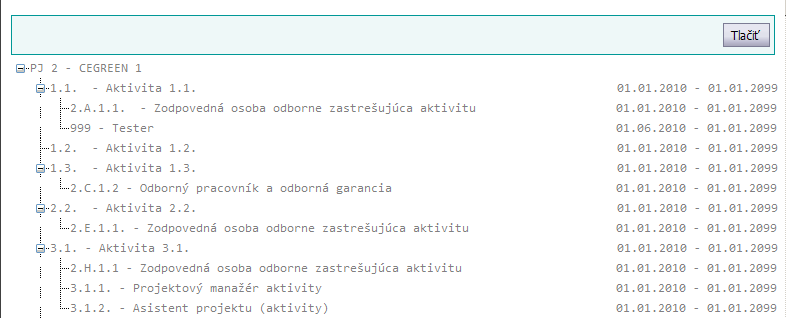 Tlačiť
PJ 2 - CEGREEN 1
1.1.  - Aktivita 1.1. 01.01.2010 - 01.01.2099
2.A.1.1.  - Zodpovedná osoba odborne zastrešujúca aktivitu 01.01.2010 - 01.01.2099
999 - Tester 01.06.2010 - 01.01.2099
1.2.  - Aktivita 1.2. 01.01.2010 - 01.01.2099
1.3.  - Aktivita 1.3. 01.01.2010 - 01.01.2099
2.C.1.2 - Odborný pracovník a odborná garancia 01.01.2010 - 01.01.2099
2.2.  - Aktivita 2.2. 01.01.2010 - 01.01.2099
2.E.1.1. - Zodpovedná osoba odborne zastrešujúca aktivitu 01.01.2010 - 01.01.2099
3.1. - Aktivita 3.1. 01.01.2010 - 01.01.2099
2.H.1.1 - Zodpovedná osoba odborne zastrešujúca aktivitu 01.01.2010 - 01.01.2099
3.1.1. - Projektový manažér aktivity 01.01.2010 - 01.01.2099
3.1.2. - Asistent projektu (aktivity) 01.01.2010 - 01.01.2099